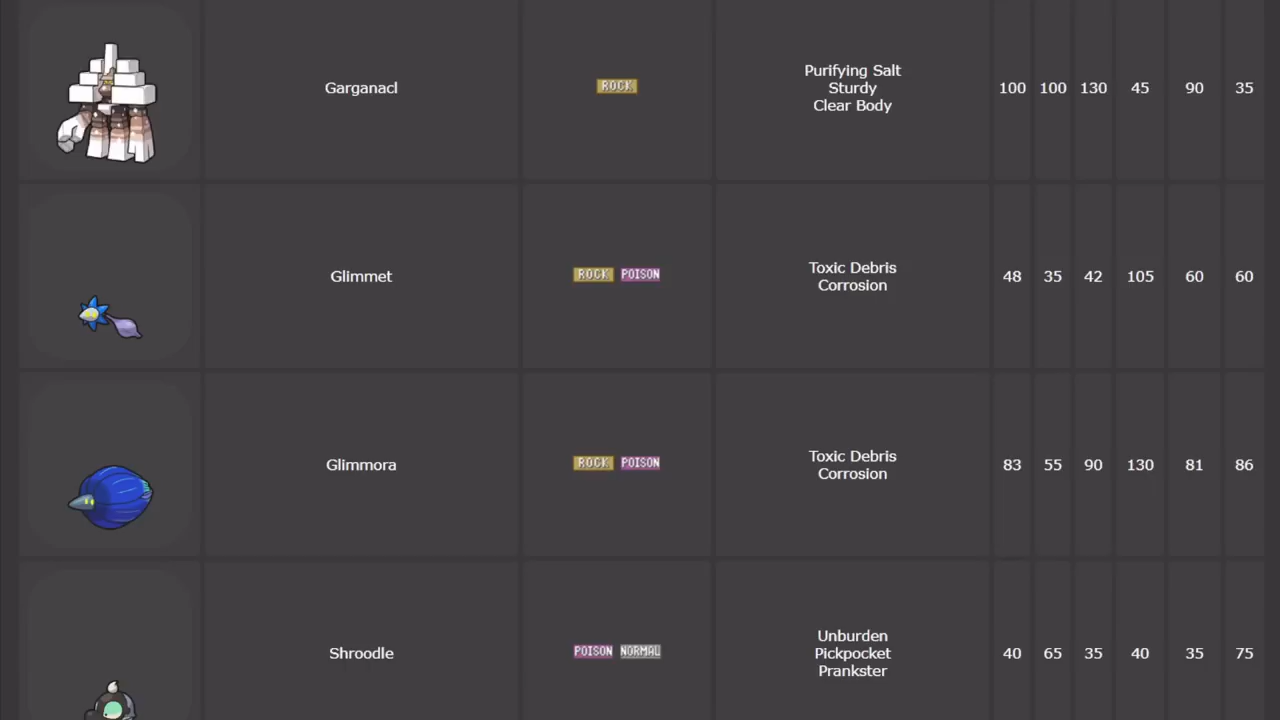 Purifying Salt
Garganacl ROCK Sturdy 100 100 130 45 90 35
Clear Body
Toxic Debris
Glimmet ROCK POISON 48 35 42 105 60 60
Corrosion
Toxic Debris
Glimmora ROCK POISON 83 55 90 130 81 86
Corrosion
Unburden
Shroodle POISON NORMAL Pickpocket 40 65 35 40 35 75
Prankster